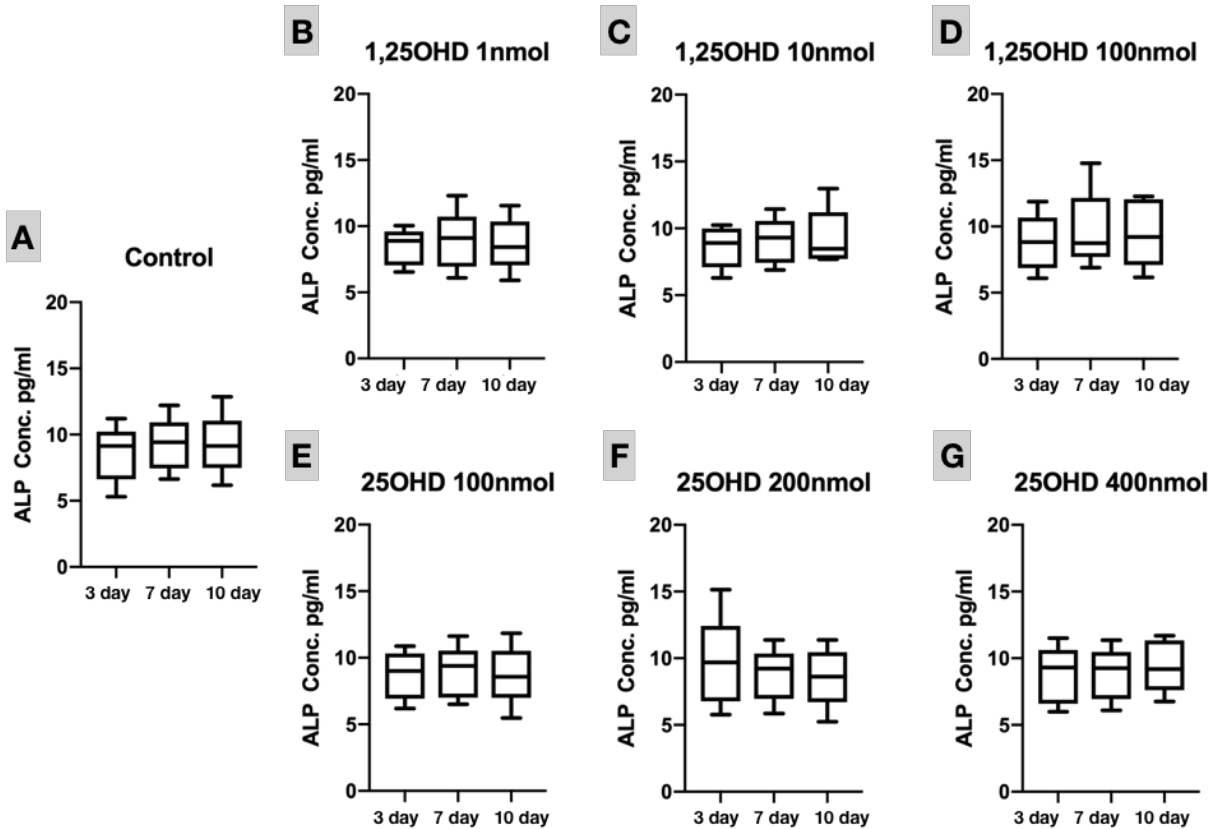 A
Control
ALP Conc. pg/ml
20
15
10
5
0
3 day 7 day 10 day
B
1,25OHD 1nmol
ALP Conc. pg/ml
20
15
10
5
0
3 day 7 day 10 day
C
1,25OHD 10nmol
ALP Conc. pg/ml
20
15
10
5
0
3 day 7 day 10 day
D
1,25OHD 100nmol
ALP Conc. pg/ml
20
15
10
5
0
3 day 7 day 10 day
E
25OHD 100nmol
ALP Conc. pg/ml
20
15
10
5
0
3 day 7 day 10 day
F
25OHD 200nmol
ALP Conc. pg/ml
20
15
10
5
0
3 day 7 day 10 day
G
25OHD 400nmol
ALP Conc. pg/ml
20
15
10
5
0
3 day 7 day 10 day